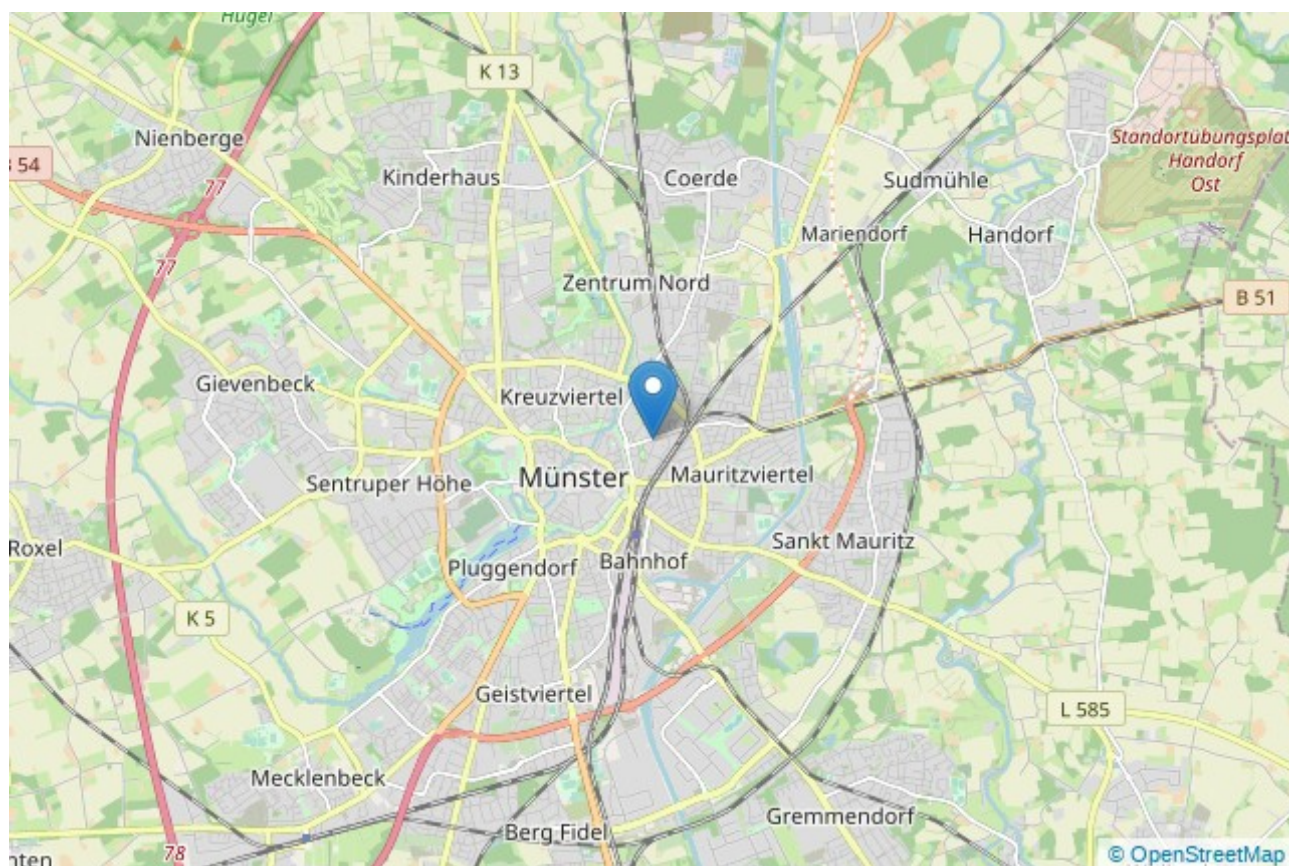 Hügel
K 13
Nienberge
B 54
77
Kinderhaus
Coerde
Sudmühle
Standortübungsplat
Handorf
Ost
Mariendorf
Handorf
77
Zentrum Nord
B 51
Gievenbeck
Kreuzviertel
Münster
Mauritzviertel
Sentruper Höhe
Roxel
Sankt Mauritz
Pluggendorf
Bahnhof
K 5
Geistviertel
L 585
Mecklenbeck
Gremmendorf
Berg Fidel
78
nten
© OpenStreetMap